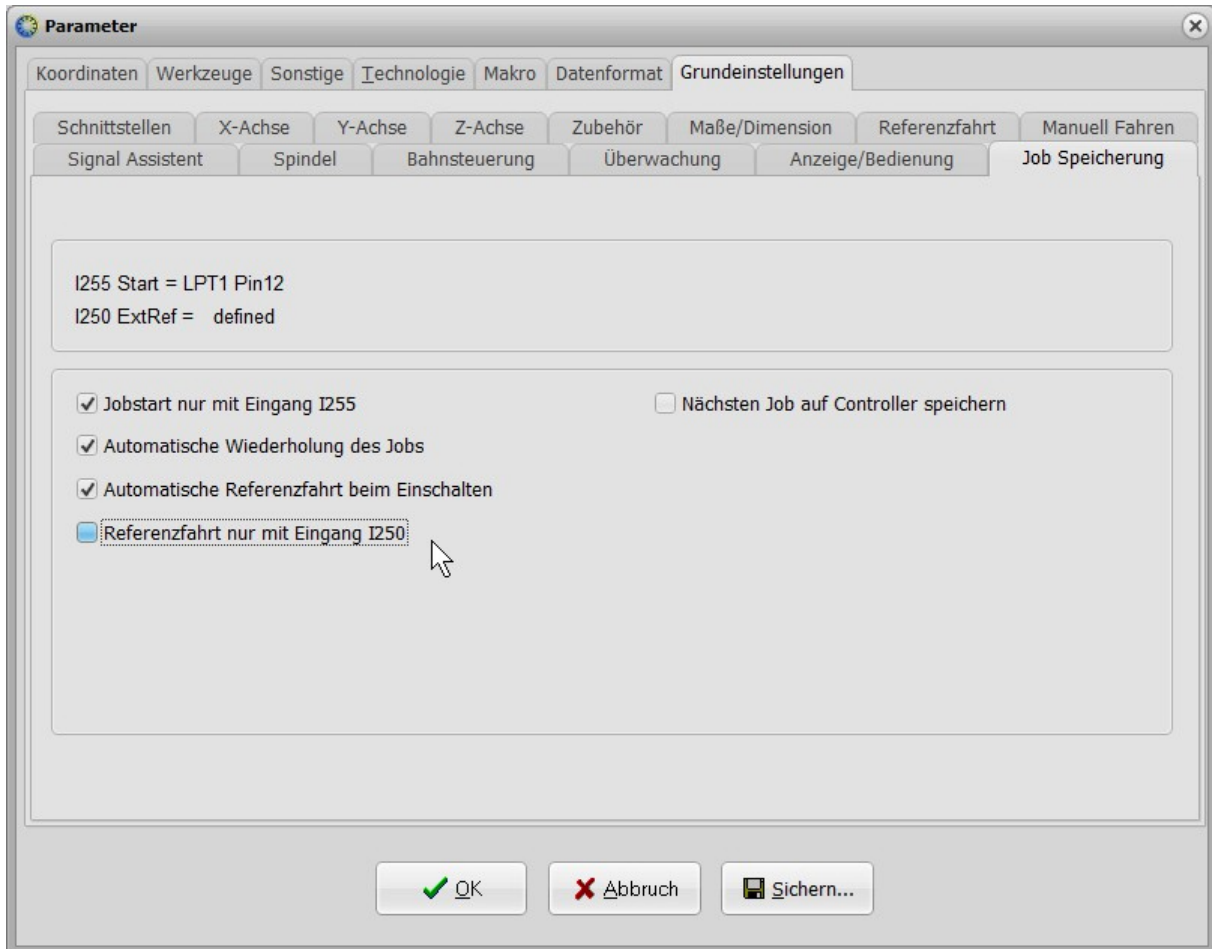 Parameter
Koordinaten Werkzeuge Sonstige Technologie Makro Datenformat Grundeinstellungen
Schnittstellen X-Achse Y-Achse Z-Achse Zubehör Maße/Dimension Referenzfahrt Manuell Fahren
Signal Assistent Spindel Bahnsteuerung Überwachung Anzeige/Bedienung Job Speicherung
I255 Start = LPT1 Pin12
I250 ExtRef = defined
Jobstart nur mit Eingang I255 Nächsten Job auf Controller speichern
Automatische Wiederholung des Jobs
Automatische Referenzfahrt beim Einschalten
Referenzfahrt nur mit Eingang I250
OK Abbruch Sichern...